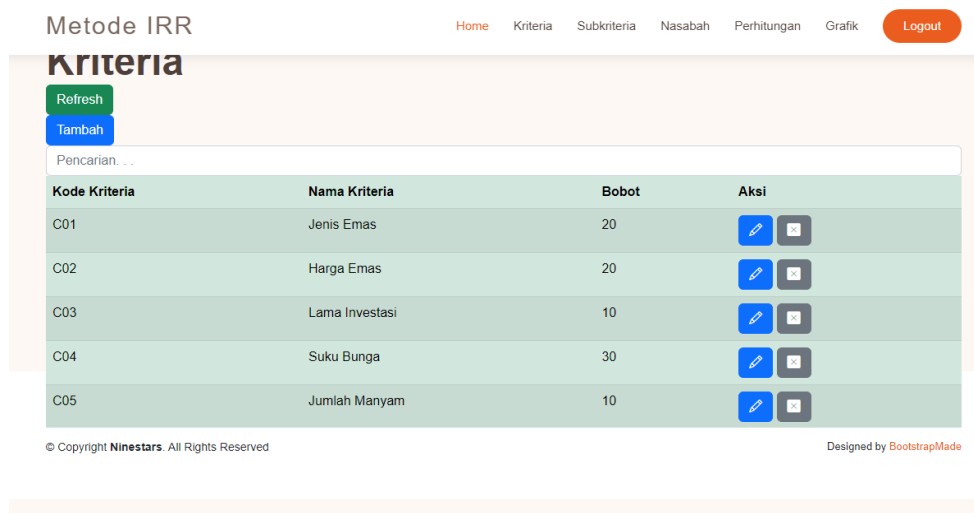 Metode IRR Home Kriteria Subkriteria Nasabah Perhitungan Grafik Logout
Kriteria
Refresh
Tambah
Pencarian. . .
Kode Kriteria Nama Kriteria Bobot Aksi
C01 Jenis Emas 20
C02 Harga Emas 20
C03 Lama Investasi 10
C04 Suku Bunga 30
C05 Jumlah Manyam 10
© Copyright Ninestars. All Rights Reserved Designed by BootstrapMade